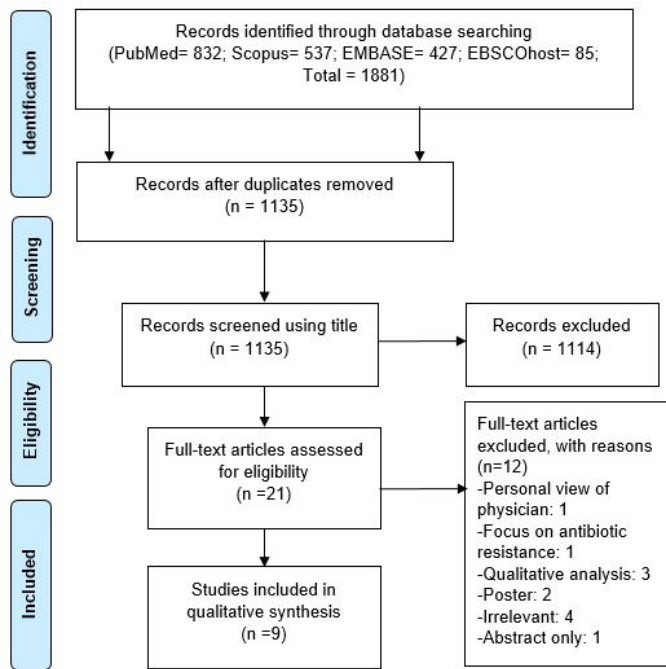 Identification
Records identified through database searching
(PubMed= 832; Scopus= 537; EMBASE= 427; EBSCOhost= 85;
Total = 1881)
Records after duplicates removed
(n = 1135)
Screening
Records screened using title
(n = 1135)
Records excluded
(n = 1114)
Eligibility
Full-text articles assessed
for eligibility
(n =21)
Full-text articles
excluded, with reasons
(n=12)
-Personal view of
physician: 1
-Focus on antibiotic
resistance: 1
-Qualitative analysis: 3
-Poster: 2
-Irrelevant: 4
-Abstract only: 1
Included
Studies included in
qualitative synthesis
(n =9)